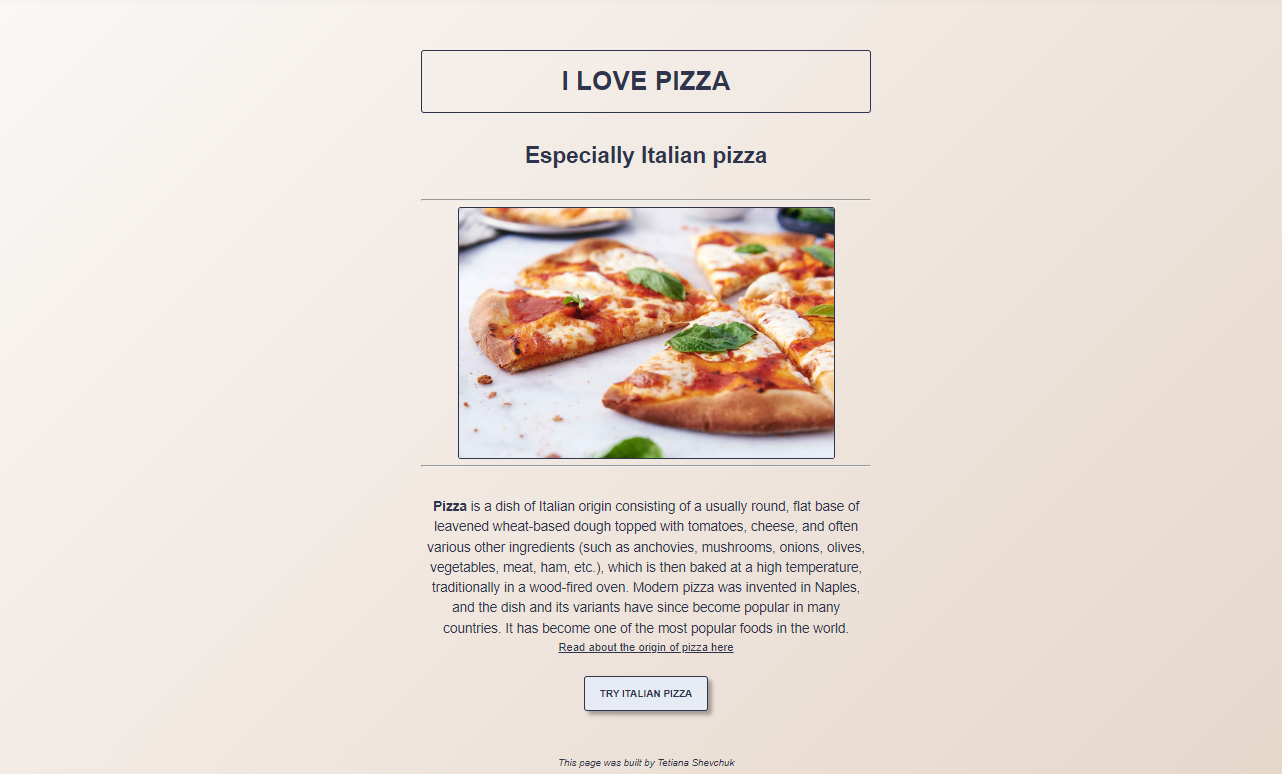 I LOVE PIZZA
Especially Italian pizza
Pizza is a dish of Italian origin consisting of a usually round, flat base of
leavened wheat-based dough topped with tomatoes, cheese, and often
various other ingredients (such as anchovies, mushrooms, onions, olives,
vegetables, meat, ham, etc.), which is then baked at a high temperature,
traditionally in a wood-fired oven. Modern pizza was invented in Naples,
and the dish and its variants have since become popular in many
countries. It has become one of the most popular foods in the world.
Read about the origin of pizza here
TRY ITALIAN PIZZA
This page was built by Tetiana Shevchuk